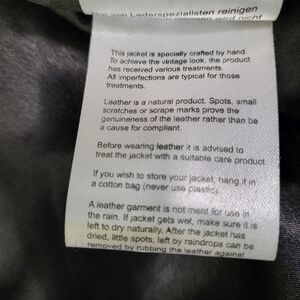 von Lederspezialisten reinigen
wird nicht
This jacket is specially crafted by hand.
To achieve the vintage look, the product
has received various treatments.
All imperfections are typical for those
treatments.
Leather is a natural product. Spots, small
scratches or scrape marks prove the
genuineness of the leather rather than be
a cause for compliant.
Before wearing leather it is advised to
treat the jacket with a suitable care product
If you wish to store your jacket, hang it in
a cotton bag (never use plastic).
A leather garment is not ment for use in
the rain. If jacket gets wet, make sure it is
left to dry naturally. After the jacket has
dried, little spots, left by raindrops can be
removed by rubbing the leather against